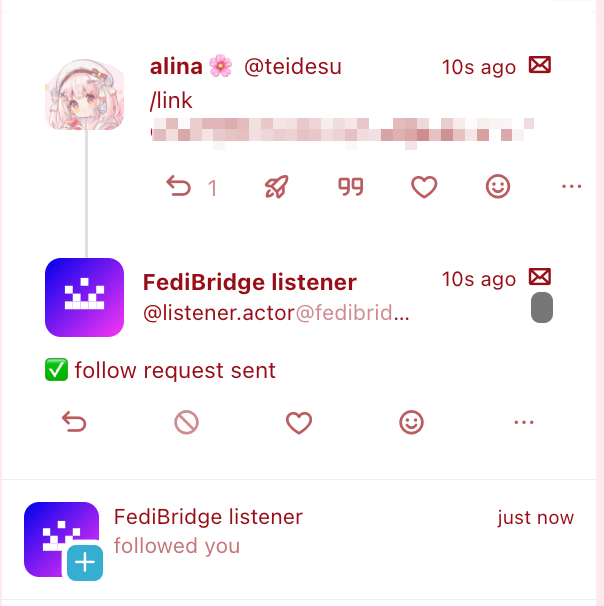 alina🌸 @teidesu
10s ago
/link
1
FediBridge listener
10s ago
@listener.actor@fedibrid...
✅ follow request sent
FediBridge listener
just now
followed you